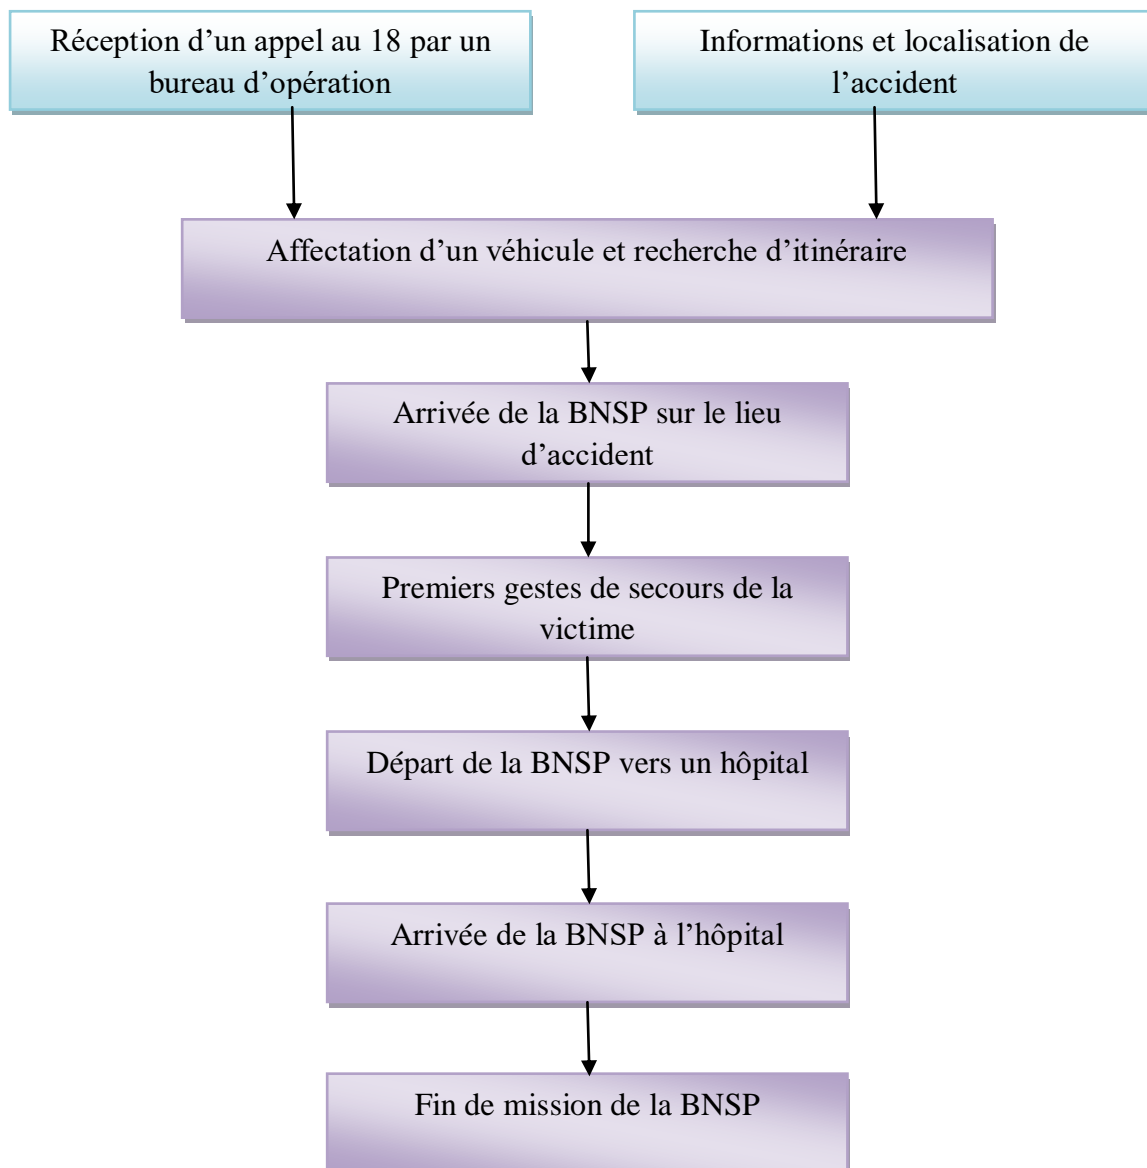 Réception d’un appel au 18 par un
bureau d’opération
Informations et localisation de
l’accident
Affectation d’un véhicule et recherche d’itinéraire
Arrivée de la BNSP sur le lieu
d’accident
Premiers gestes de secours de la
victime
Départ de la BNSP vers un hôpital
Arrivée de la BNSP à l’hôpital
Fin de mission de la BNSP